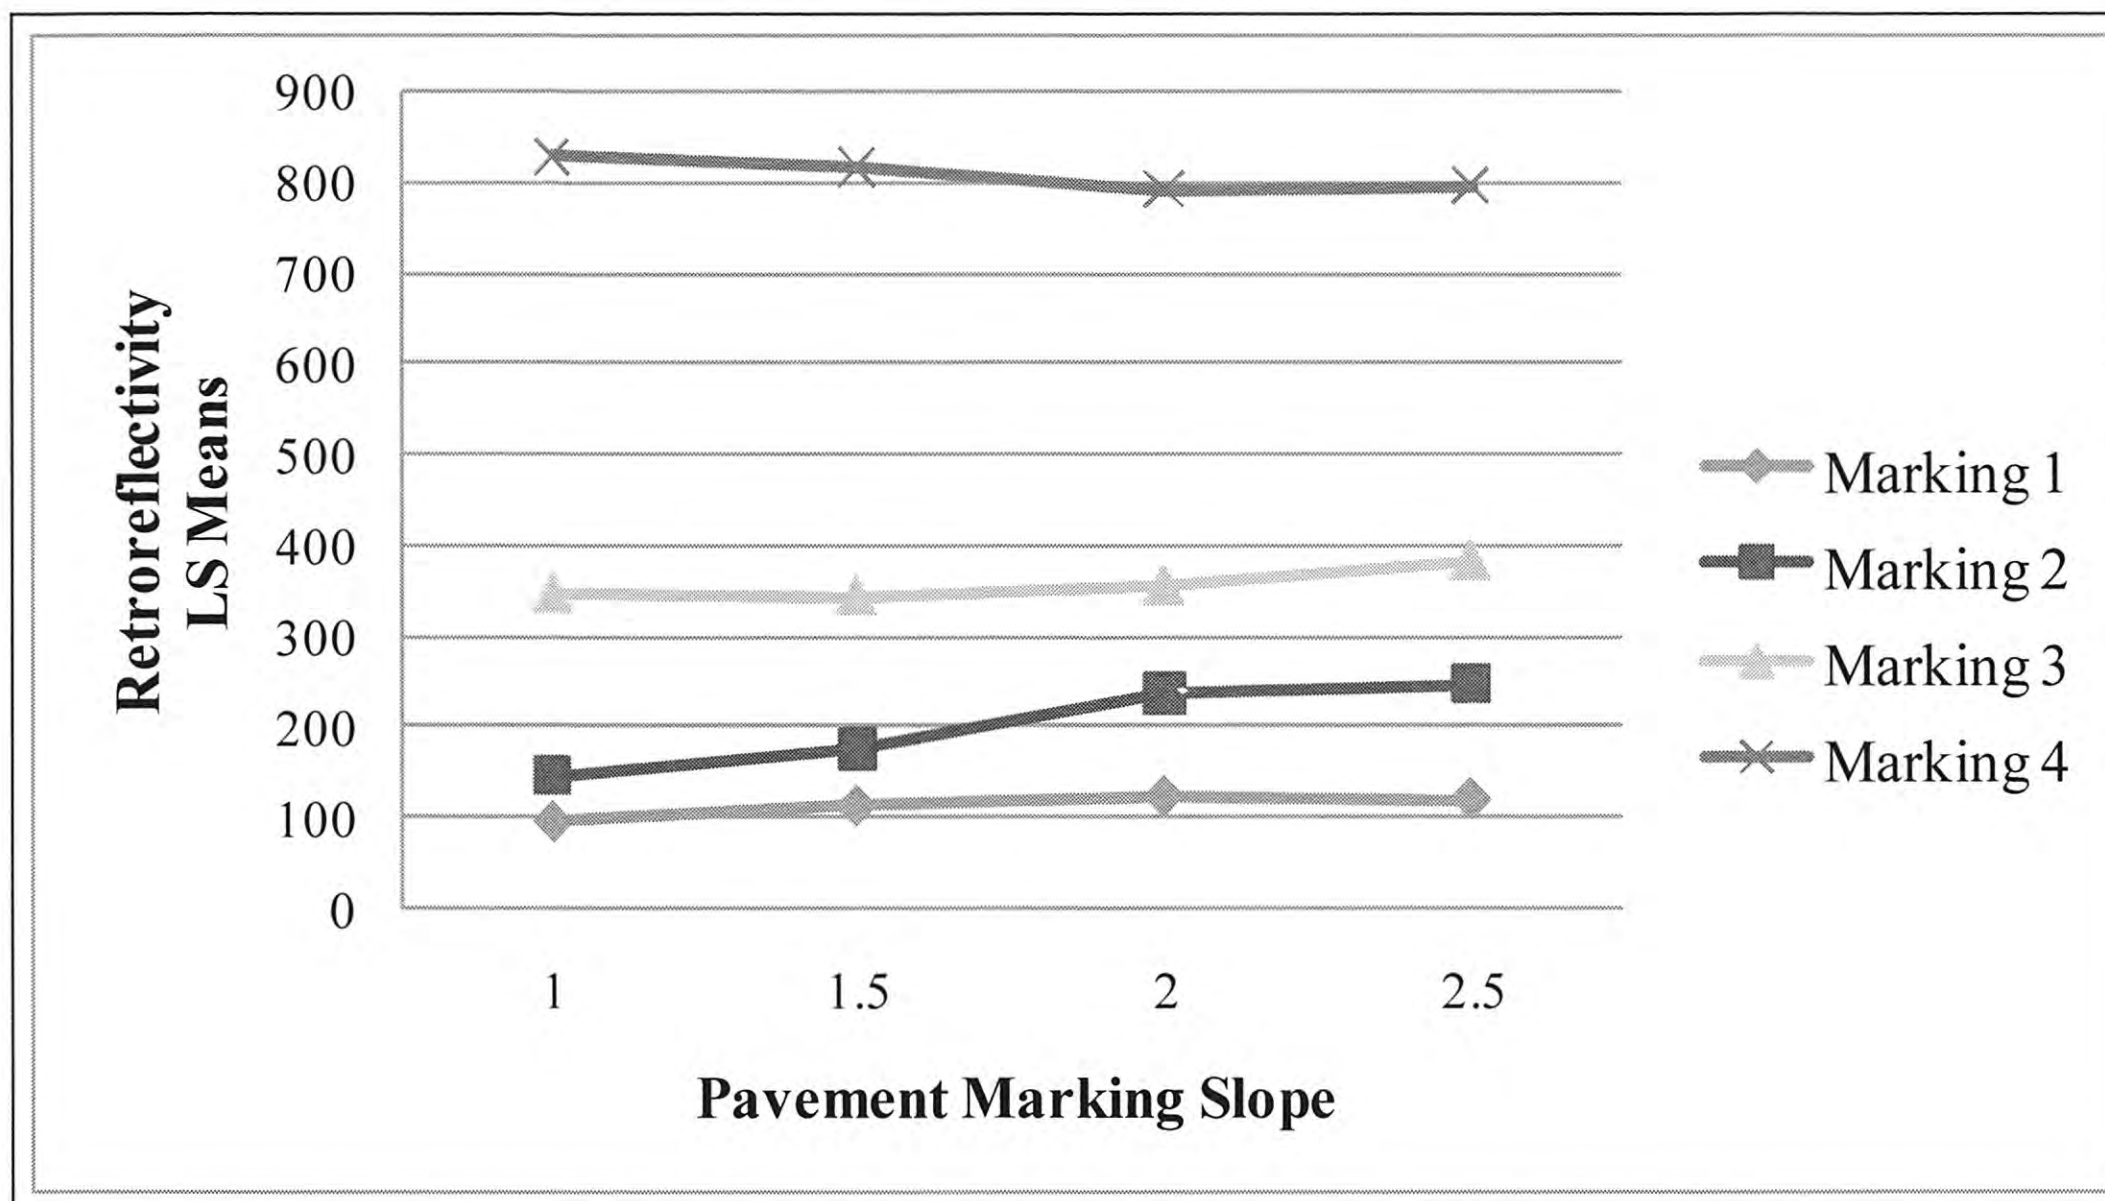 900
800
700
600
500
400
300
200
100
0
Retroreflectivity
LS Means
1 1.5 2 2.5
Pavement Marking Slope
Marking 1
Marking 2
Marking 3
Marking 4